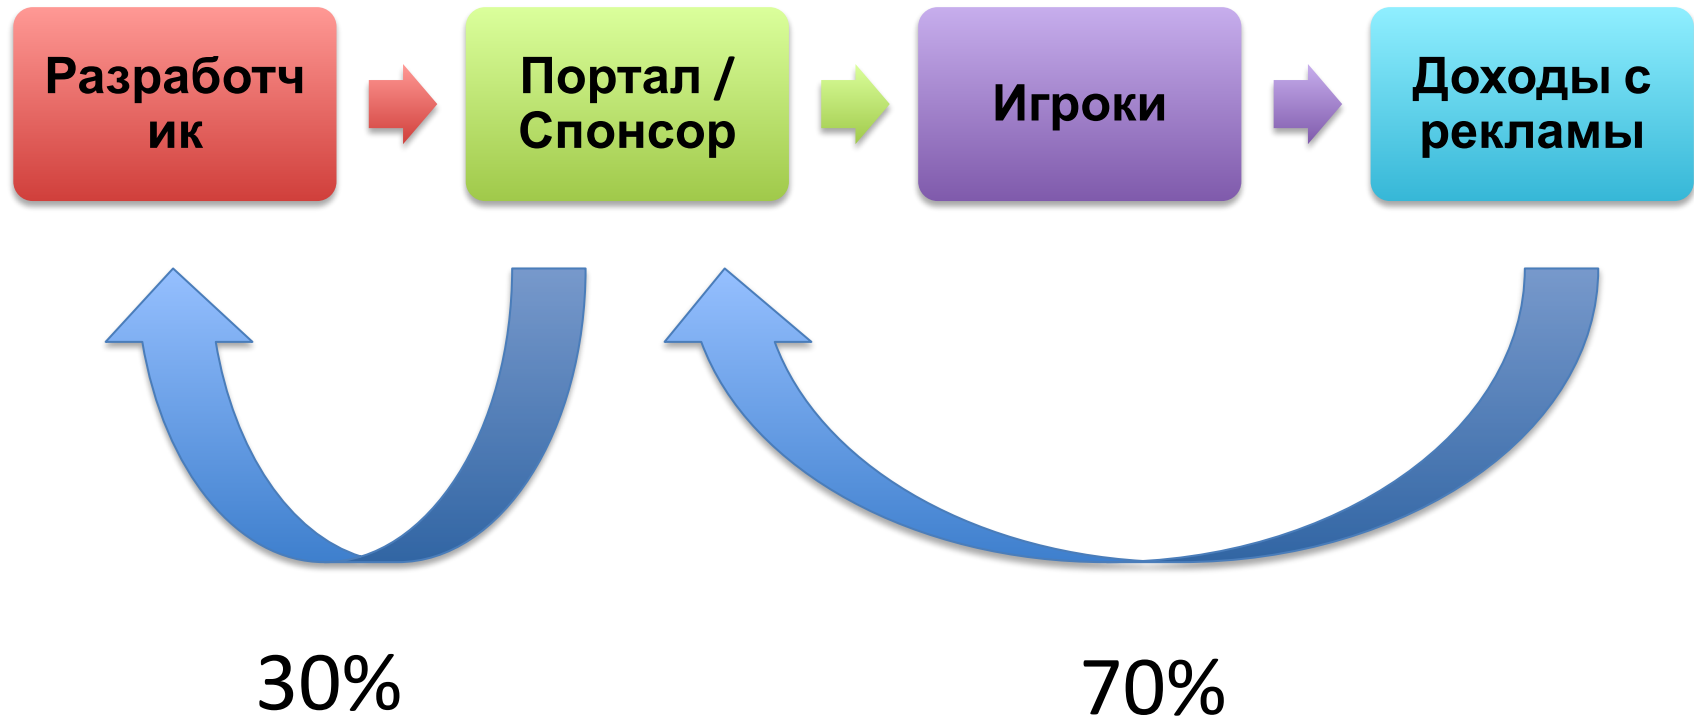 Разработч
ик
Портал /
Спонсор
Игроки
Доходы с
рекламы
30%
70%